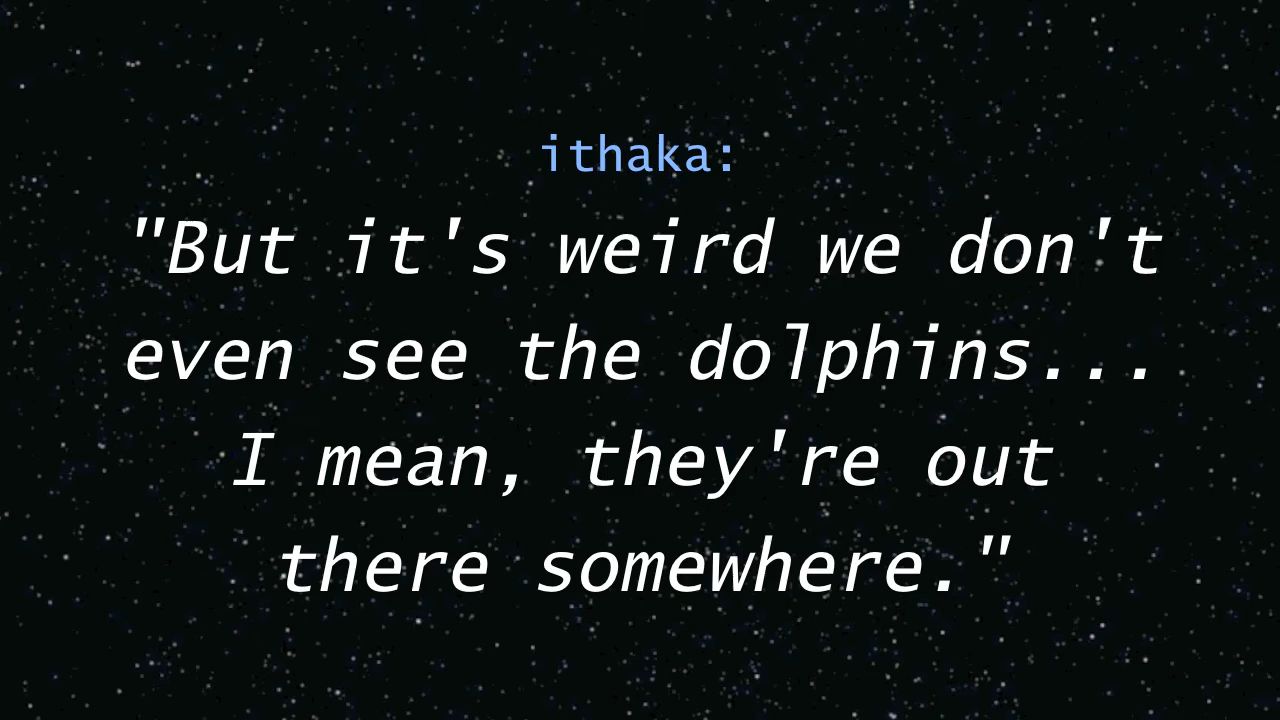 ithaka:
"But it's weird we don't
even see the dolphins...
I mean, they're out
there somewhere."